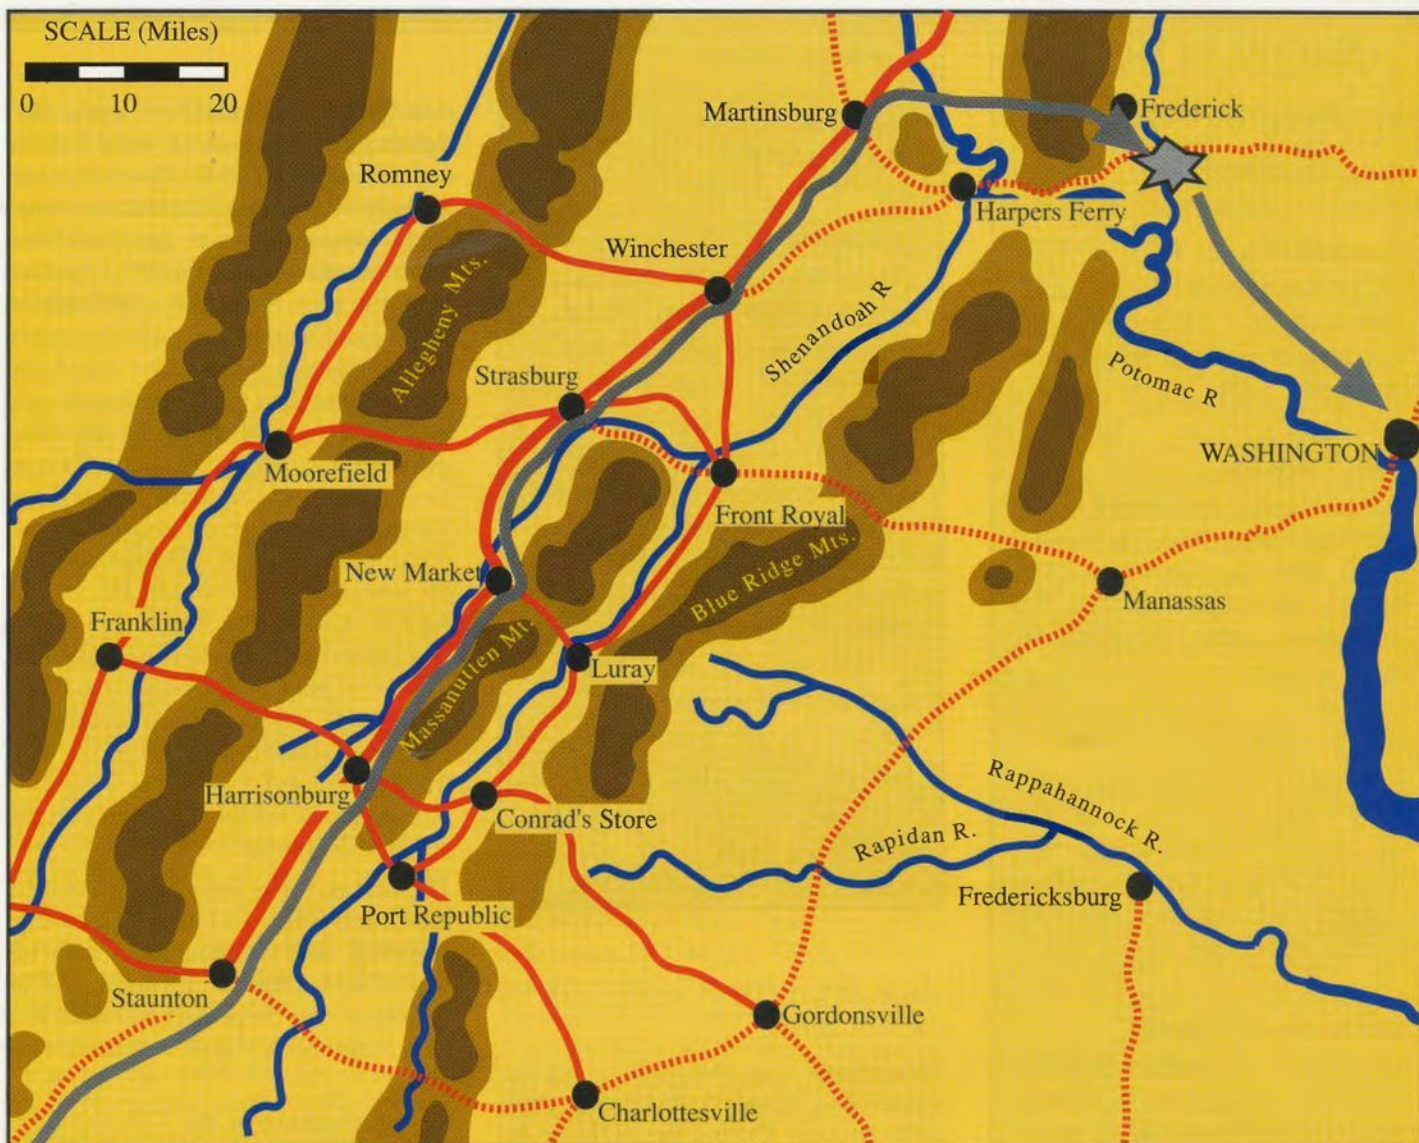 SCALE (Miles)
0 10 20
Martinsburg
Frederick
Romney
Harpers Ferry
Winchester
Allegheny Mts.
Shenandoah R
Strasburg
Potomac R
WASHINGTON
Moorefield
Front Royal
New Market
Blue Ridge Mts.
Manassas
Franklin
Massanutten Mt.
Luray
Harrisonburg
Conrad's Store
Rappahannock R.
Rapidan R.
Fredericksburg
Port Republic
Staunton
Gordonsville
Charlottesville